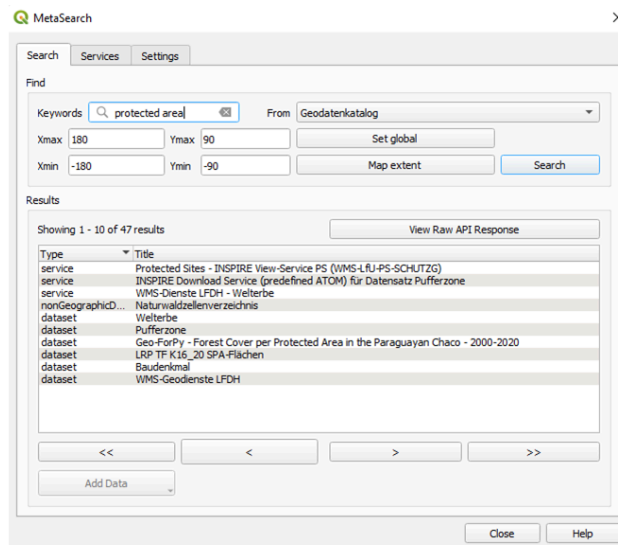 MetaSearch
Search Services Settings
Find
Keywords protected area From Geodatenkatalog
Xmax 180 Ymax 90 Set global
Xmin -180 Ymin -90 Map extent Search
Results
Showing 1 - 10 of 47 results View Raw API Response
Type Title
service Protected Sites - INSPIRE View-Service PS (WMS-LfU-PS-SCHUTZG)
service INSPIRE Download Service (predefined ATOM) für Datensatz Pufferzone
service WMS-Dienste LFDH - Welterbe
nonGeographicD... Naturwaldzellenverzeichnis
dataset Welterbe
dataset Pufferzone
dataset Geo-ForPy - Forest Cover per Protected Area in the Paraguayan Chaco - 2000-2020
dataset LRP TF K16_20 SPA-Flächen
dataset Baudenkmal
dataset WMS-Geodienste LFDH
<< < > >>
Add Data
Close Help